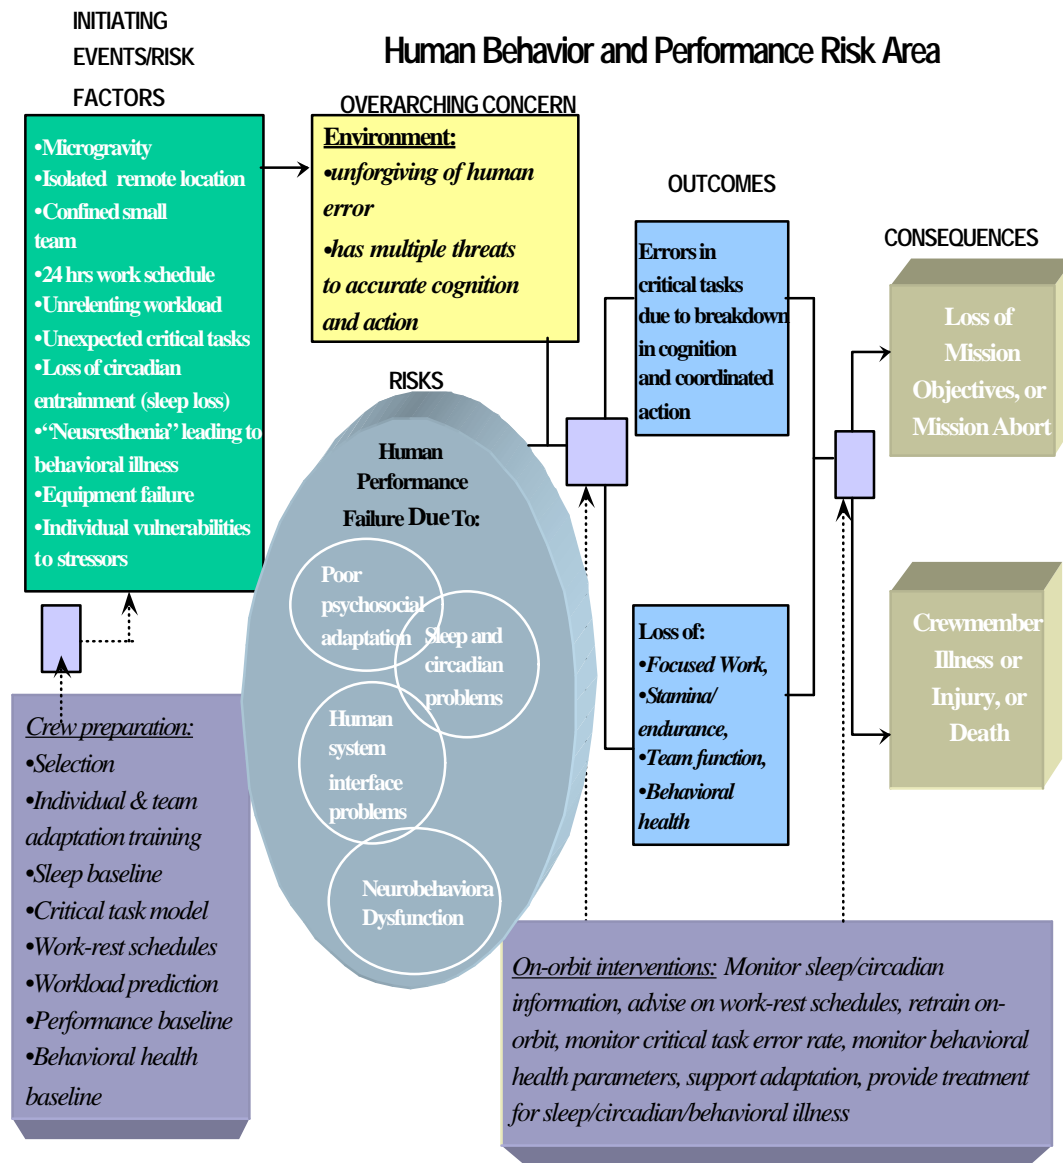 INITIATING
EVENTS/RISK
FACTORS
Human Behavior and Performance Risk Area
OVERARCHING CONCERN
•Microgravity
•Isolated remote location
•Confined small
team
•24 hrs work schedule
•Unrelenting workload
•Unexpected critical tasks
•Loss of circadian
entrainment (sleep loss)
•“Neusresthenia” leading to
behavioral illness
•Equipment failure
•Individual vulnerabilities
to stressors
Environment:
•unforgiving of human
error
•has multiple threats
to accurate cognition
and action
RISKS
Human
Performance
Failure Due To:
Poor
psychosocial
adaptation
Sleep and
circadian
problems
Human
system
interface
problems
Neurobehaviora
Dysfunction
OUTCOMES
Errors in
critical tasks
due to breakdown
in cognition
and coordinated
action
Loss of:
•Focused Work,
•Stamina/
endurance,
•Team function,
•Behavioral
health
CONSEQUENCES
Loss of
Mission
Objectives, or
Mission Abort
Crewmember
Illness or
Injury, or
Death
Crew preparation:
•Selection
•Individual & team
adaptation training
•Sleep baseline
•Critical task model
•Work-rest schedules
•Workload prediction
•Performance baseline
•Behavioral health
baseline
On-orbit interventions: Monitor sleep/circadian
information, advise on work-rest schedules, retrain on-
orbit, monitor critical task error rate, monitor behavioral
health parameters, support adaptation, provide treatment
for sleep/circadian/behavioral illness